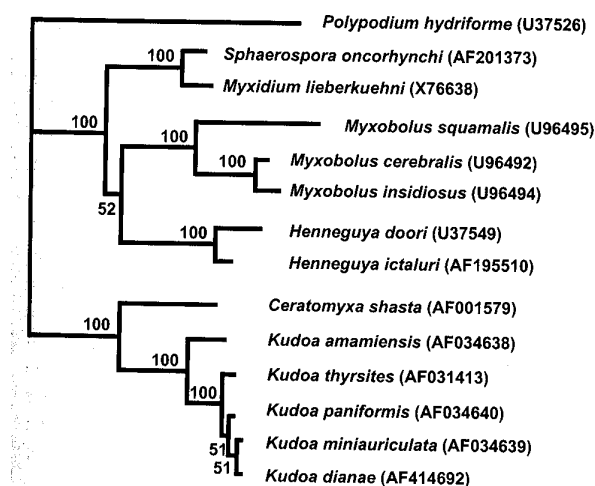 Polypodium hydriforme (U37526)
100 Sphaerospora oncorhynchi (AF201373)
Myxidium lieberkuehni (X76638)
100
100 Myxobolus squamalis (U96495)
100 Myxobolus cerebralis (U96492)
Myxobolus insidiosus (U96494)
52
100 Henneguya doori (U37549)
Henneguya ictaluri (AF195510)
Ceratomyxa shasta (AF001579)
100
100 Kudoa amamiensis (AF034638)
Kudoa thyrsites (AF031413)
100
Kudoa paniformis (AF034640)
51 Kudoa miniauriculata (AF034639)
51 Kudoa dianae (AF414692)